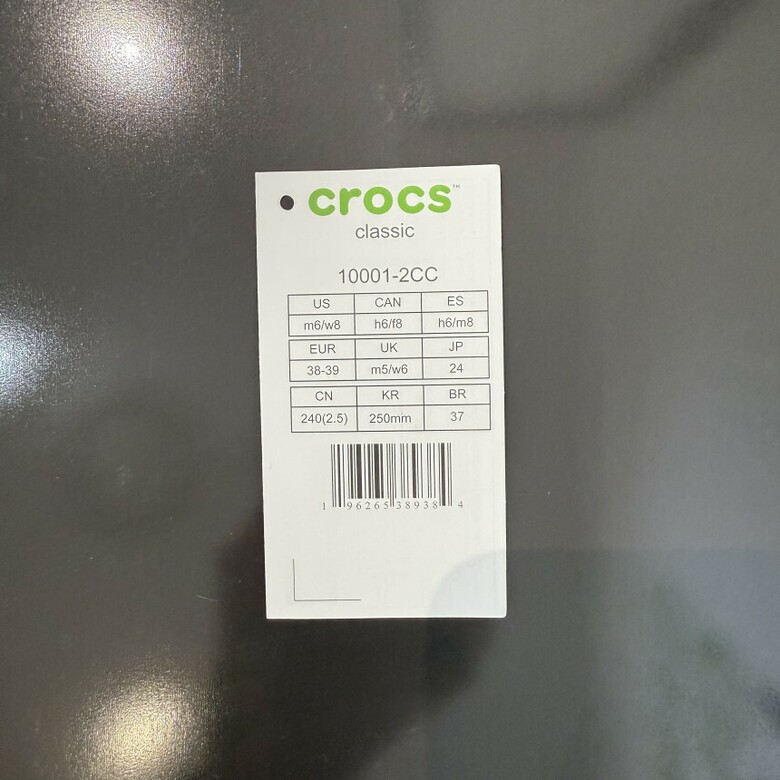 crocs™
classic
10001-2CC
US CAN ES
m6/w8 h6/f8 h6/m8
EUR UK JP
38-39 m5/w6 24
CN KR BR
240(2.5) 250mm 37
1 96265 38938 4